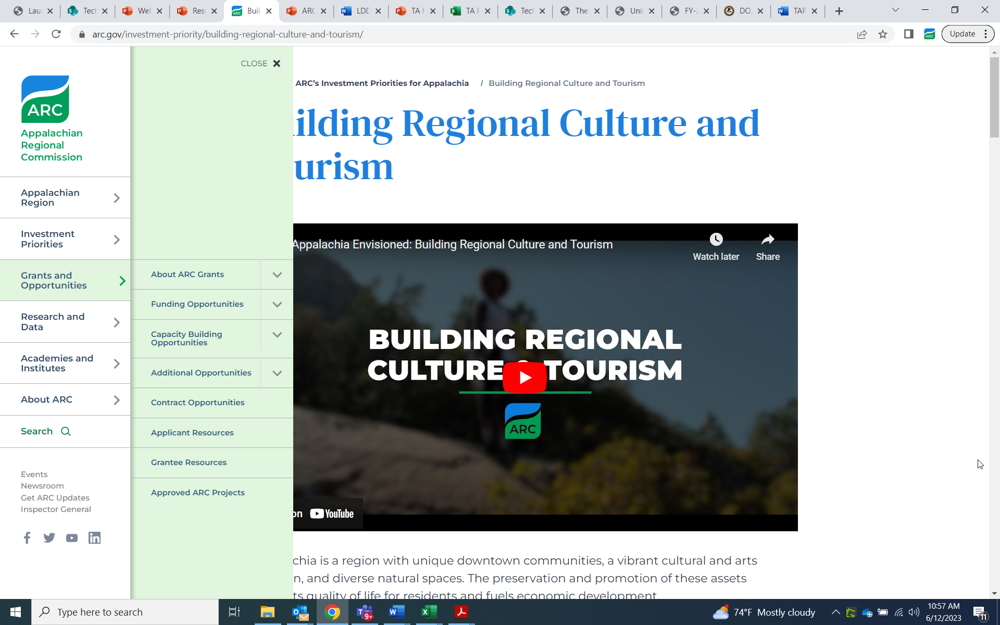 Lau
Tech
Web
Res
Buil
ARC
LDD
TA F
TA F
Tech
The
Unit
FY-2
DO
TAP
arc.gov/investment-priority/building-regional-culture-and-tourism/
Update
ARC
Appalachian
Regional
Commission
Appalachian
Region
Investment
Priorities
Grants and
Opportunities
Research and
Data
Academies and
Institutes
About ARC
Search
Events
Newsroom
Get ARC Updates
Inspector General
CLOSE
About ARC Grants
Funding Opportunities
Capacity Building
Opportunities
Additional Opportunities
Contract Opportunities
Applicant Resources
Grantee Resources
Approved ARC Projects
ARC's Investment Priorities for Appalachia / Building Regional Culture and Tourism
ilding Regional Culture and
urism
Appalachia Envisioned: Building Regional Culture and Tourism
Watch later
Share
BUILDING REGIONAL
CULTURE & TOURISM
ARC
on YouTube
chia is a region with unique downtown communities, a vibrant cultural and arts
n, and diverse natural spaces. The preservation and promotion of these assets
ts quality of life for residents and fuels economic development
Type here to search
9+
74°F Mostly cloudy
10:57 AM
6/12/2023
11